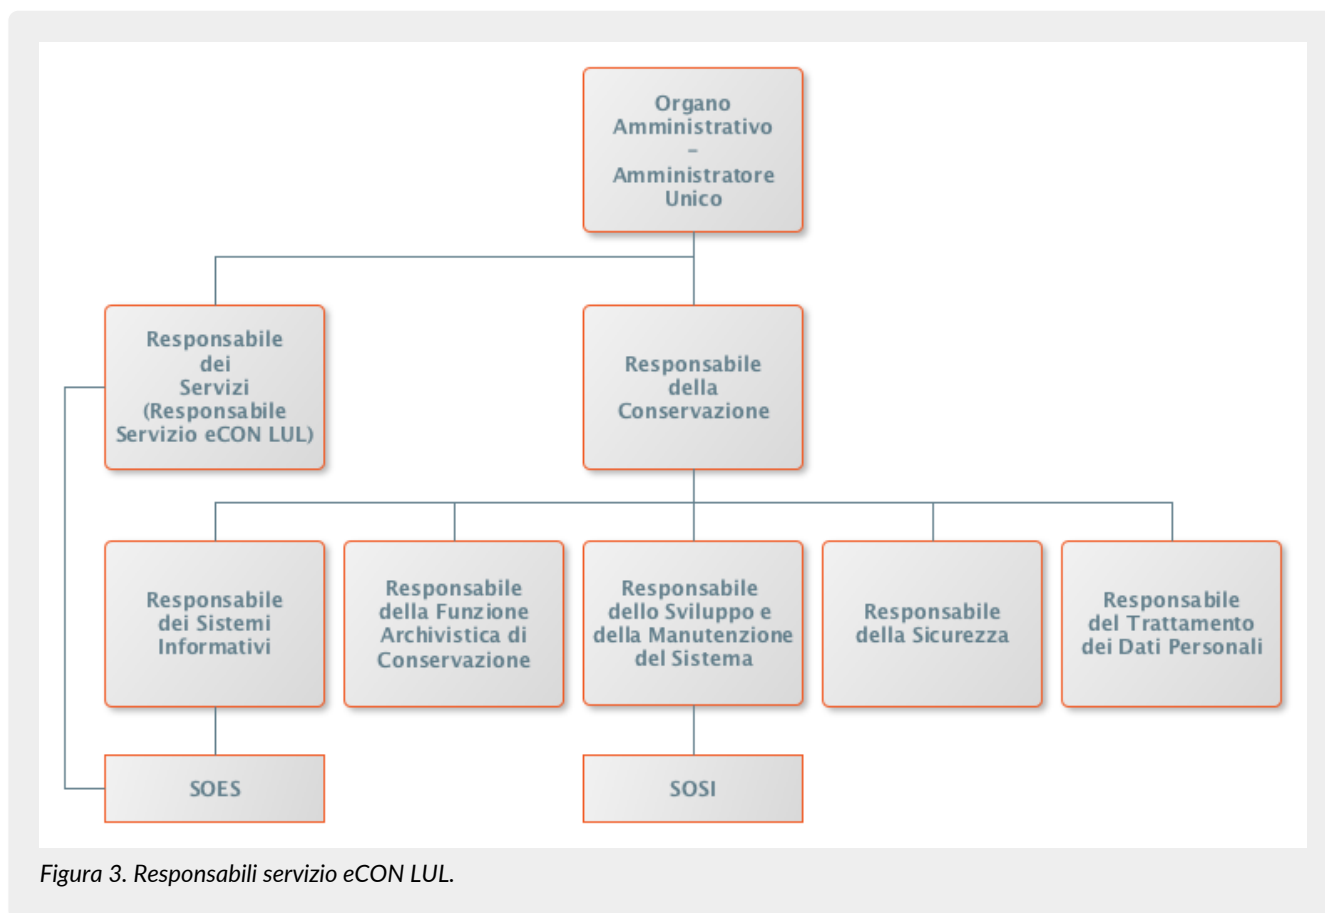 Organo
Amministrativo
–
Amministratore
Unico
Responsabile
dei
Servizi
(Responsabile
Servizio eCON LUL)
Responsabile
della
Conservazione
Responsabile
dei Sistemi
Informativi
Responsabile
della Funzione
Archivistica di
Conservazione
Responsabile
dello Sviluppo e
della Manutenzione
del Sistema
Responsabile
della Sicurezza
Responsabile
del Trattamento
dei Dati Personali
SOES
SOSI
Figura 3. Responsabili servizio eCON LUL.